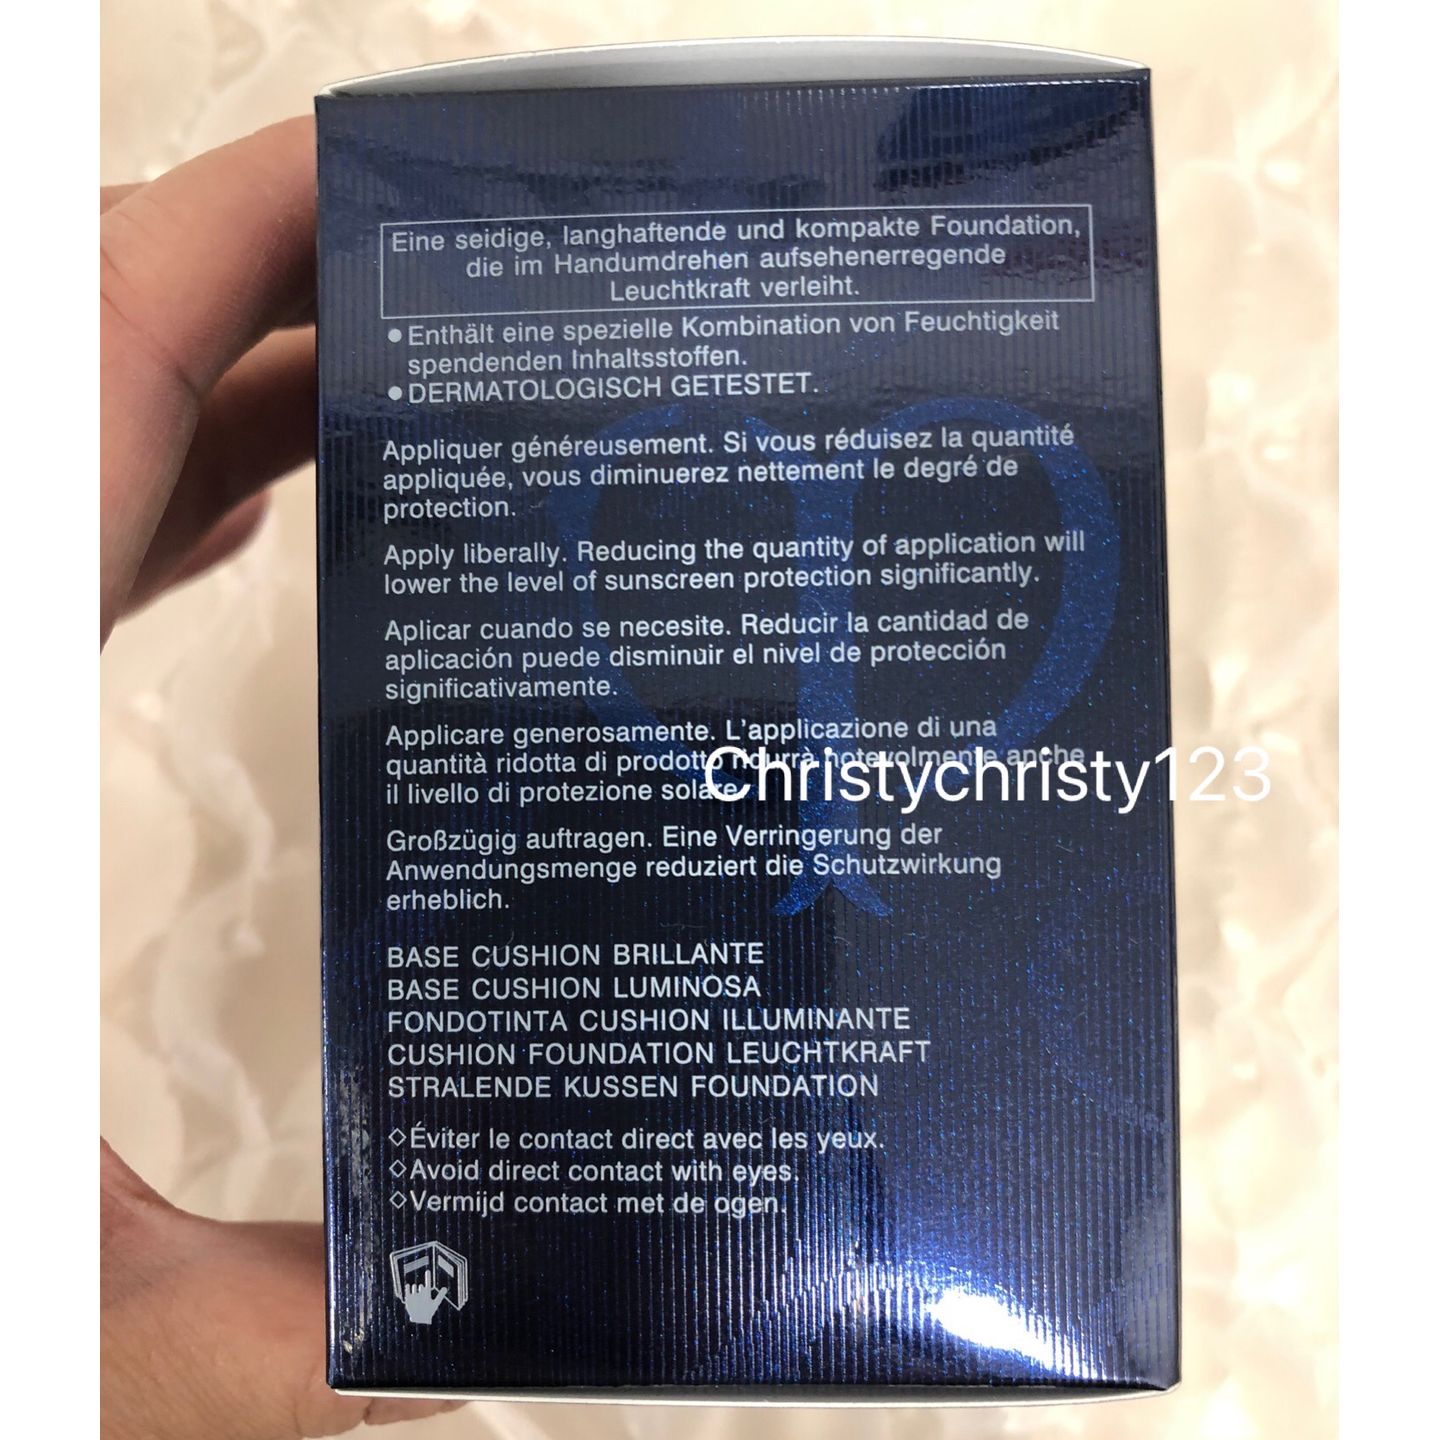 Eine seidige, langhaftende und kompakte Foundation,
die im Handumdrehen aufsehenerregende
Leuchtkraft verleiht.
●Enthält eine spezielle Kombination von Feuchtigkeit
spendenden Inhaltsstoffen.
●DERMATOLOGISCH GETESTET.
Appliquer généreusement. Si vous réduisez la quantité
appliquée, vous diminuerez nettement le degré de
protection.
Apply liberally. Reducing the quantity of application will
lower the level of sunscreen protection significantly.
Aplicar cuando se necesite. Reducir la cantidad de
aplicación puede disminuir el nivel de protección
significativamente.
Applicare generosamente. L'applicazione di una
quantità ridotta di prodotto ridurrà notevolmente anche
il livello di protezione solare.
Christychristy123
Großzügig auftragen. Eine Verringerung der
Anwendungsmenge reduziert die Schutzwirkung
erheblich.
BASE CUSHION BRILLANTE
BASE CUSHION LUMINOSA
FONDOTINTA CUSHION ILLUMINANTE
CUSHION FOUNDATION LEUCHTKRAFT
STRALENDE KUSSEN FOUNDATION
◇Éviter le contact direct avec les yeux.
◇Avoid direct contact with eyes.
◇Vermijd contact met de ogen.